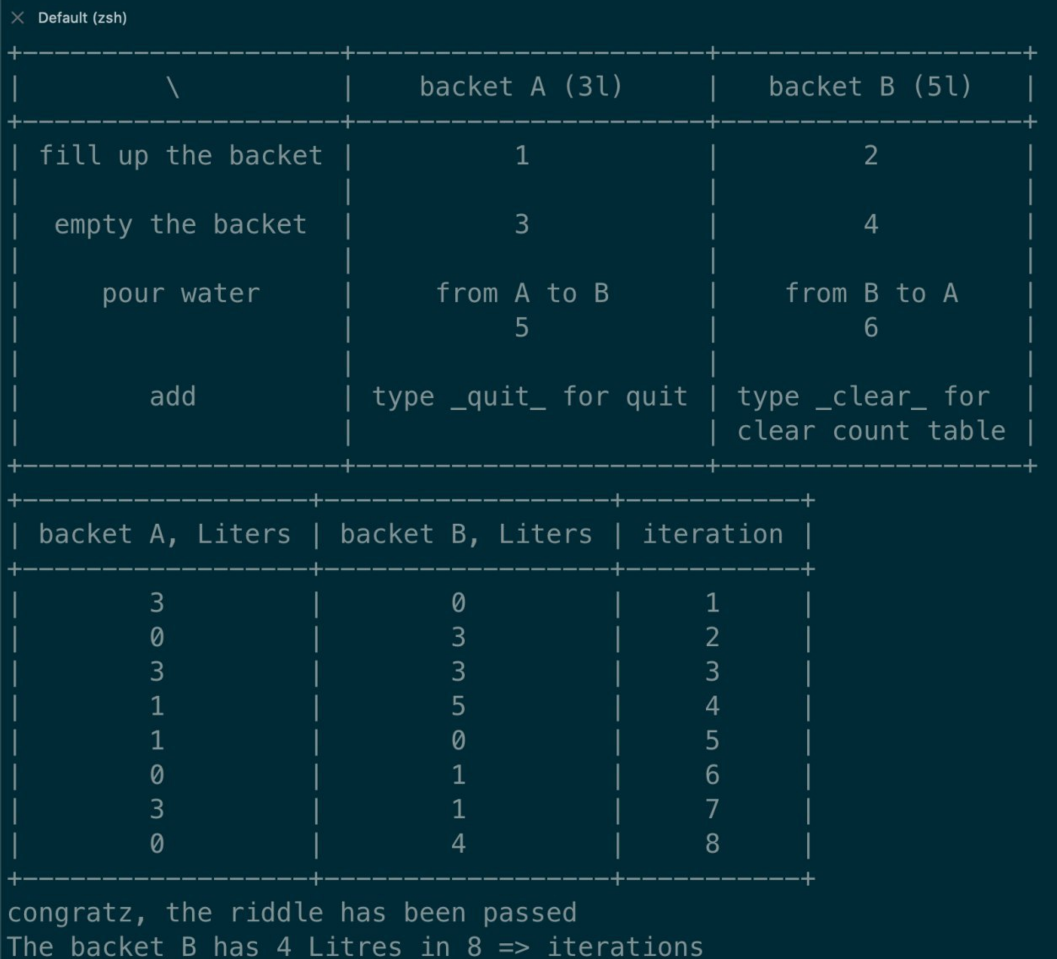 Default (zsh)
\ | backet A (3l) | backet B (5l)
fill up the backet | 1 | 2
empty the backet | 3 | 4
pour water | from A to B | from B to A
5 | 6
add | type _quit_ for quit | type _clear_ for
clear count table
backet A, Liters | backet B, Liters | iteration
3 | 0 | 1
0 | 3 | 2
3 | 3 | 3
1 | 5 | 4
1 | 0 | 5
0 | 1 | 6
3 | 1 | 7
0 | 4 | 8
congratz, the riddle has been passed
The backet B has 4 Litres in 8 => iterations